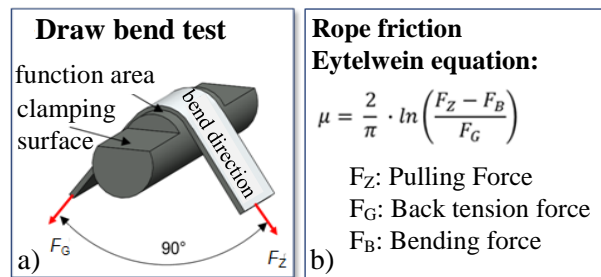 Draw bend test
function area
clamping
surface
bend direction
F_G
90°
F_Z
a)
Rope friction
Eytelwein equation:
μ = 2/π · ln((F_Z − F_B)/F_G)
F_Z: Pulling Force
F_G: Back tension force
F_B: Bending force
b)